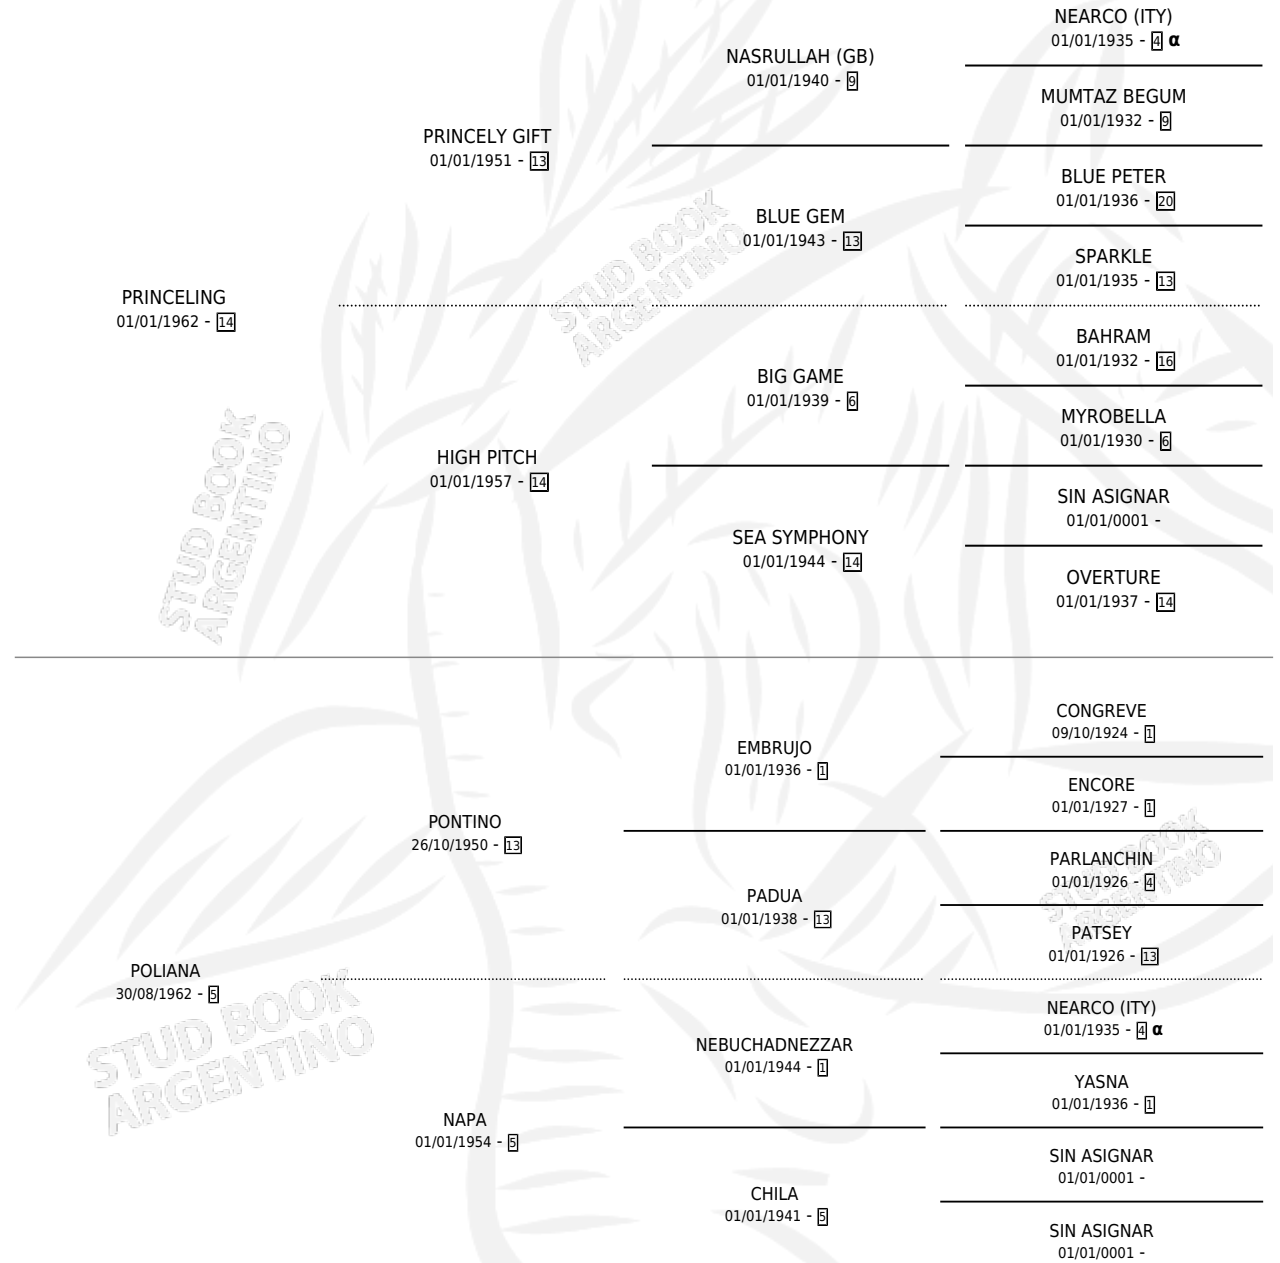 PRINCELING
01/01/1962 - 14
PRINCELY GIFT
01/01/1951 - 13
HIGH PITCH
01/01/1957 - 14
NASRULLAH (GB)
01/01/1940 - 9
BLUE GEM
01/01/1943 - 13
BIG GAME
01/01/1939 - 6
SEA SYMPHONY
01/01/1944 - 14
NEARCO (ITY)
01/01/1935 - 4 α
MUMTAZ BEGUM
01/01/1932 - 9
BLUE PETER
01/01/1936 - 20
SPARKLE
01/01/1935 - 13
BAHRAM
01/01/1932 - 16
MYROBELLA
01/01/1930 - 6
SIN ASIGNAR
01/01/0001 -
OVERTURE
01/01/1937 - 14
POLIANA
30/08/1962 - 5
PONTINO
26/10/1950 - 13
NAPA
01/01/1954 - 5
EMBRUJO
01/01/1936 - 1
PADUA
01/01/1938 - 13
NEBUCHADNEZZAR
01/01/1944 - 1
CHILA
01/01/1941 - 5
CONGREVE
09/10/1924 - 1
ENCORE
01/01/1927 - 1
PARLANCHIN
01/01/1926 - 4
PATSEY
01/01/1926 - 13
NEARCO (ITY)
01/01/1935 - 4 α
YASNA
01/01/1936 - 1
SIN ASIGNAR
01/01/0001 -
SIN ASIGNAR
01/01/0001 -
STUD BOOK
ARGENTINO
STUD BOOK
ARGENTINO
STUD BOOK
ARGENTINO
STUD BOOK
ARGENTINO